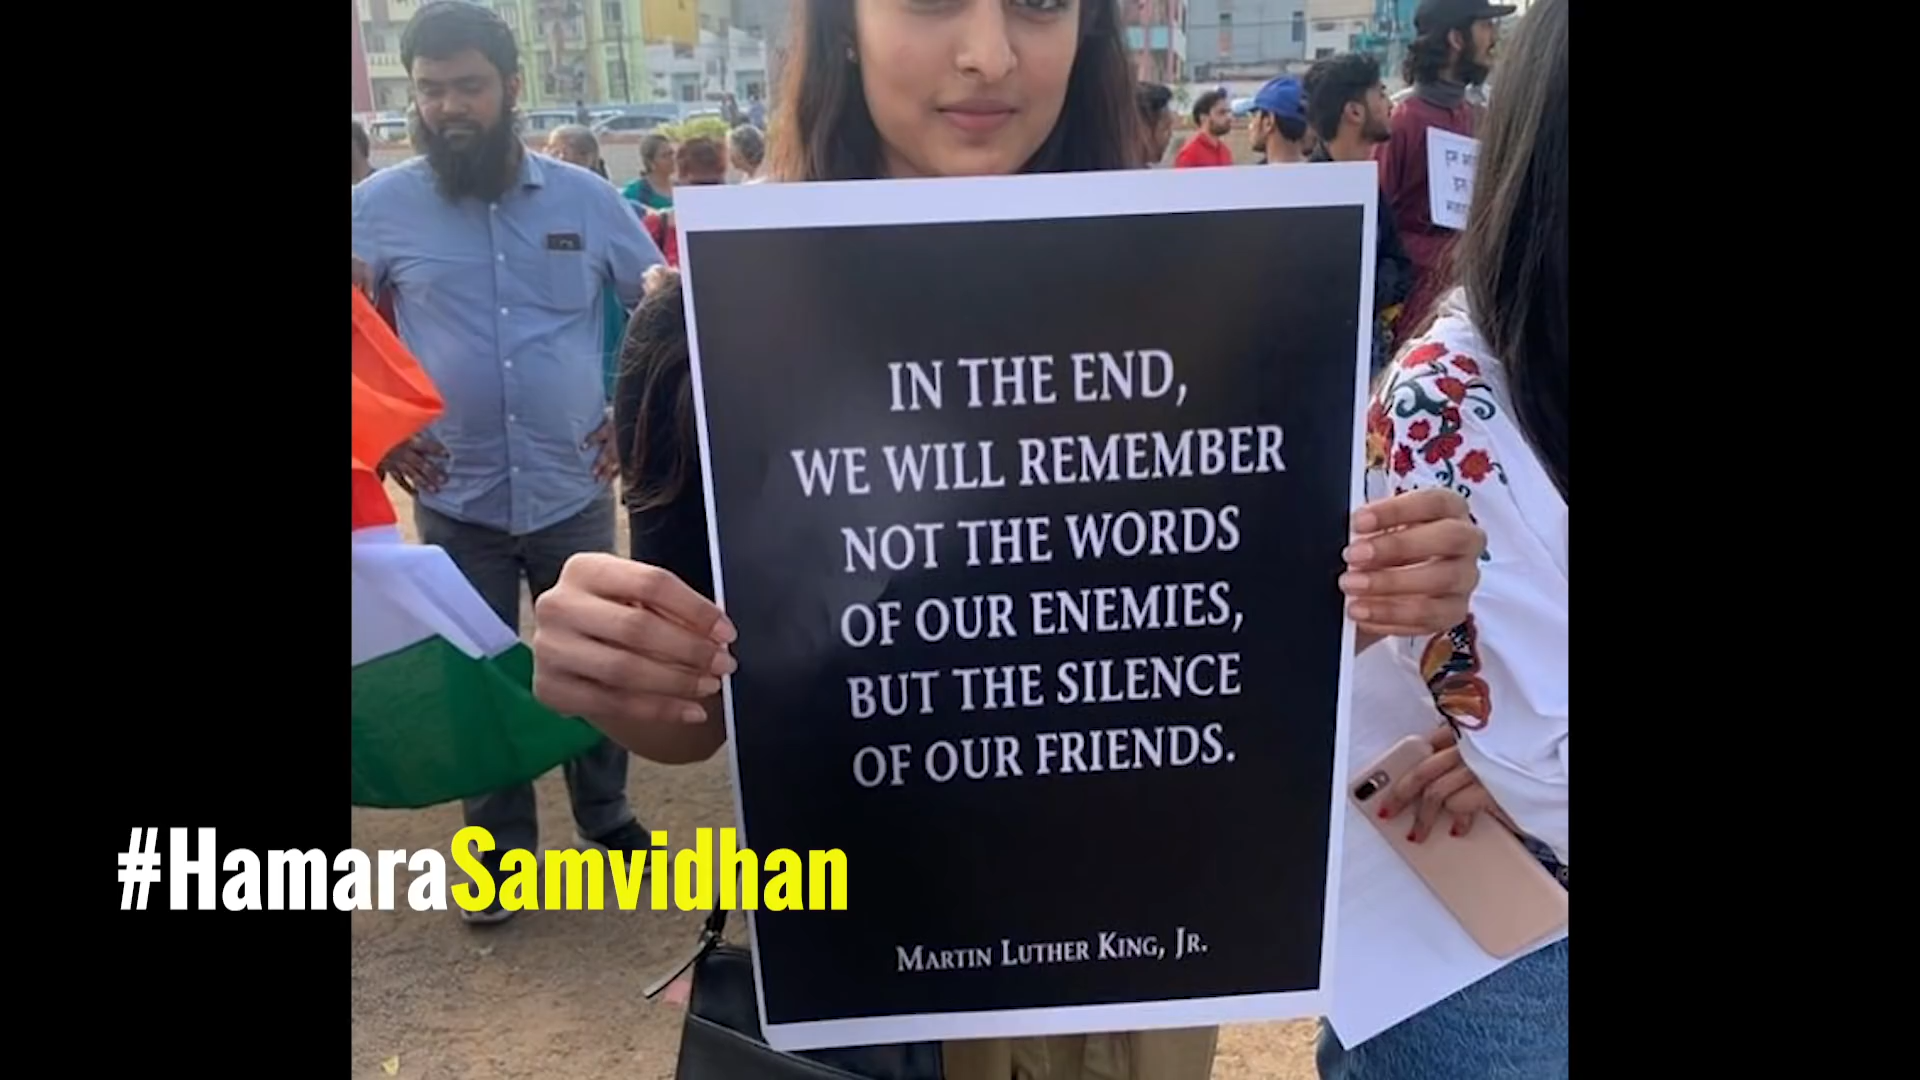 IN THE END,
WE WILL REMEMBER
NOT THE WORDS
OF OUR ENEMIES,
BUT THE SILENCE
OF OUR FRIENDS.
MARTIN LUTHER KING, JR.
#HamaraSamvidhan
हम